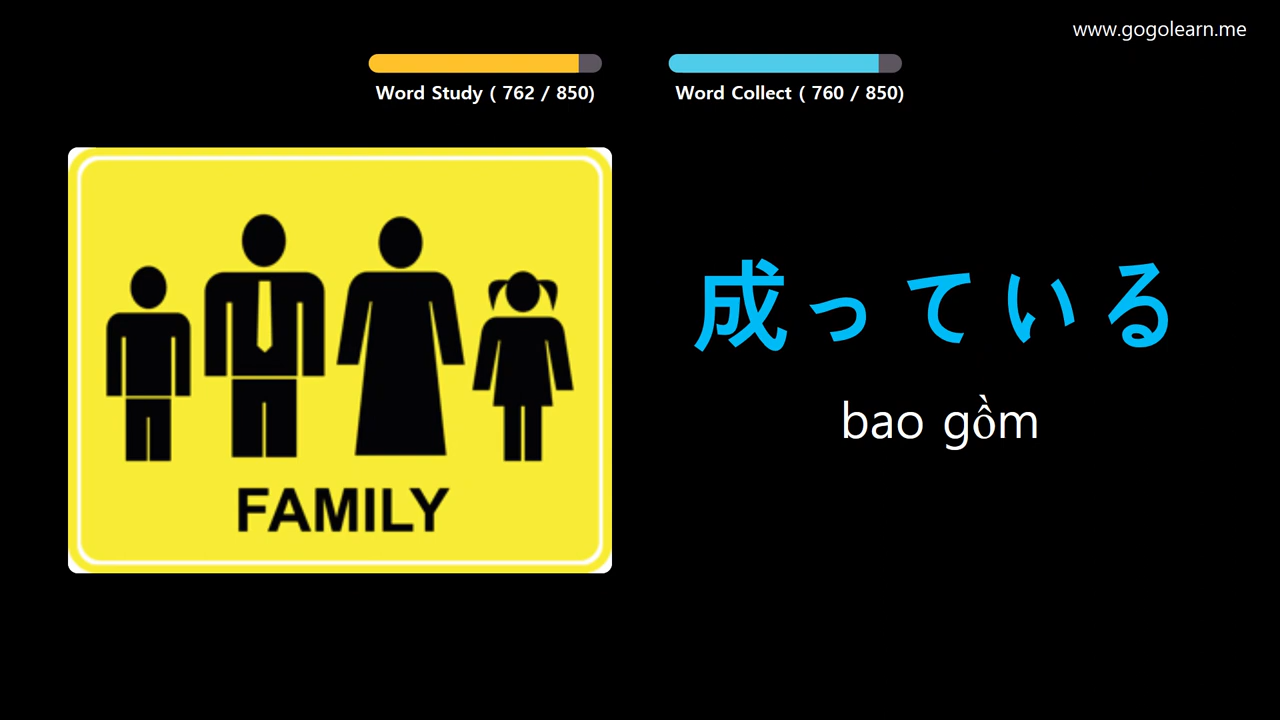 www.gogolearn.me
Word Study ( 762 / 850)
Word Collect ( 760 / 850)
成っている
bao gồm
FAMILY